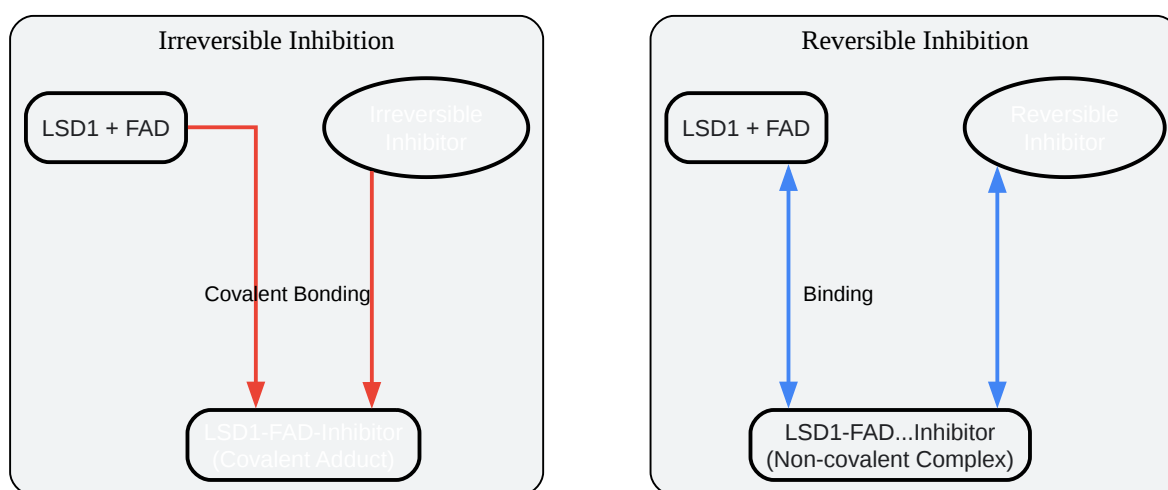 Irreversible Inhibition
LSD1 + FAD
Irreversible
Inhibitor
Covalent Bonding
LSD1-FAD-Inhibitor
(Covalent Adduct)
Reversible Inhibition
LSD1 + FAD
Reversible
Inhibitor
Binding
LSD1-FAD...Inhibitor
(Non-covalent Complex)